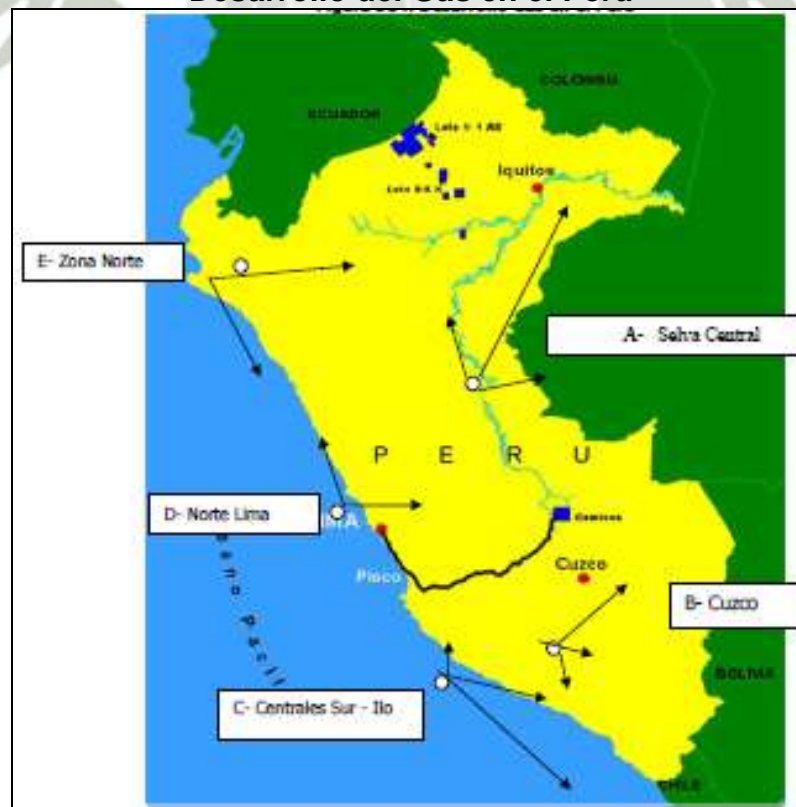 Desarrollo del Gas en el Perú
COLOMBIA
ECUADOR
Iquitos
E- Zona Norte
A- Selva Central
P E R U
D- Norte Lima
Camisea
Pisco
Cuzco
B- Cuzco
BOLIVIA
C- Centrales Sur - Ilo
CHILE